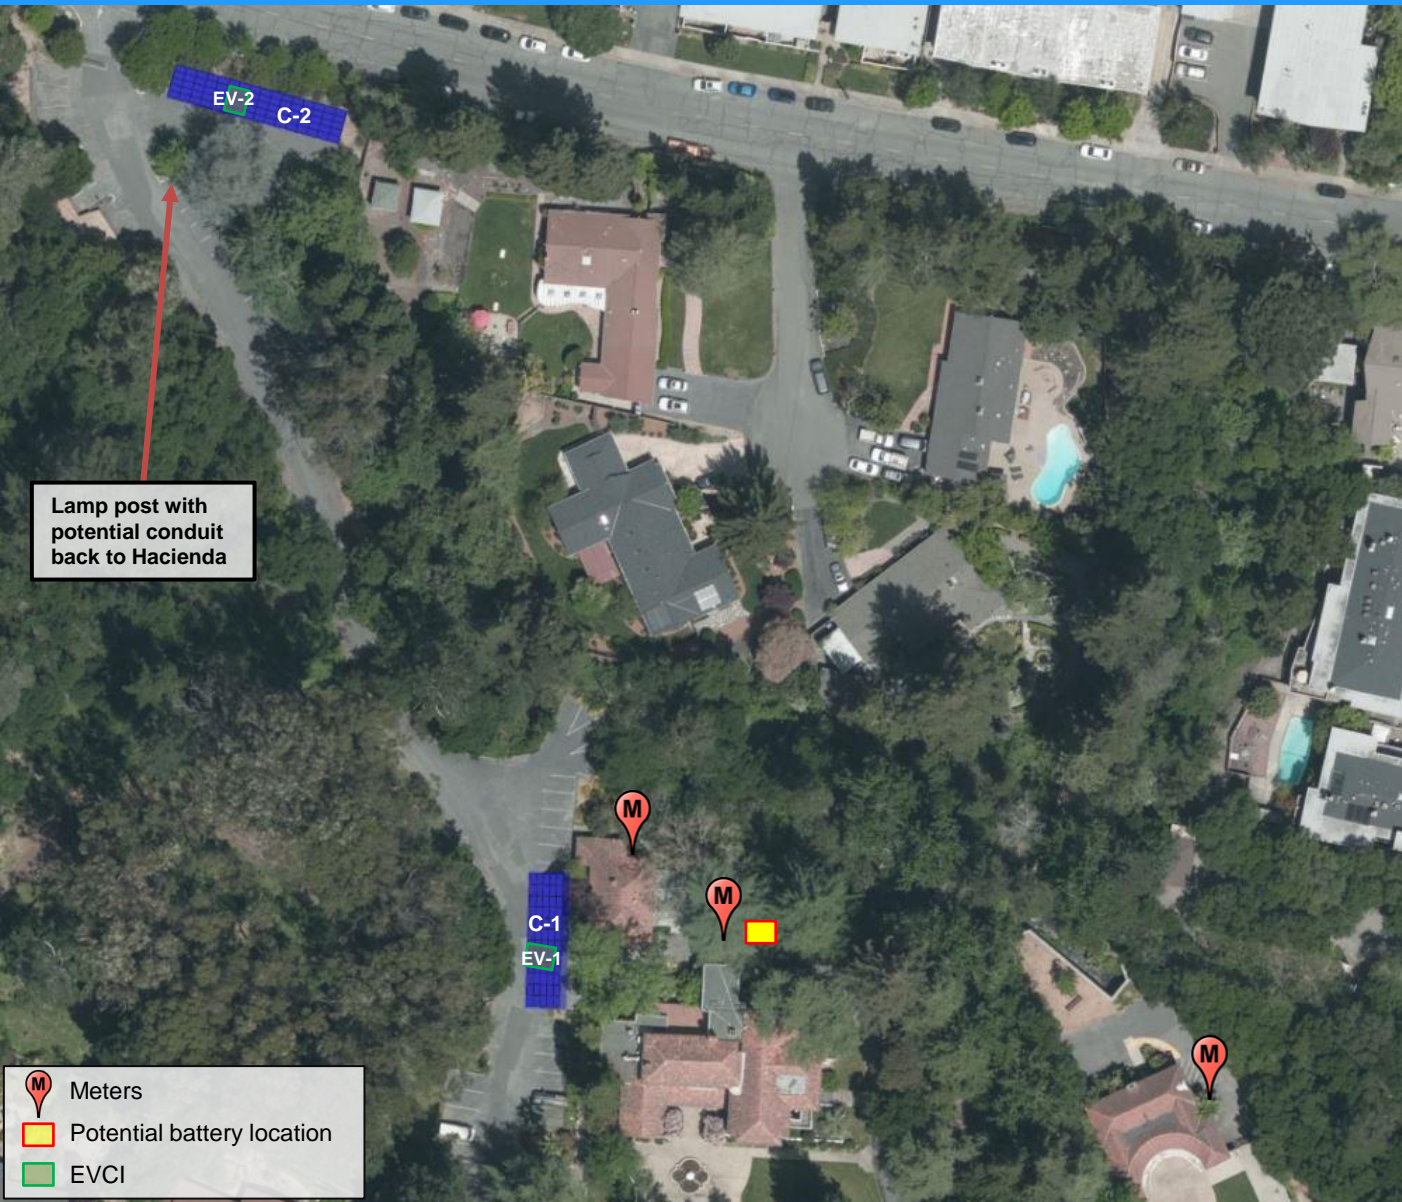 EV-2
C-2
Lamp post with
potential conduit
back to Hacienda
M
M
C-1
EV-1
M
M Meters
Potential battery location
EVCI